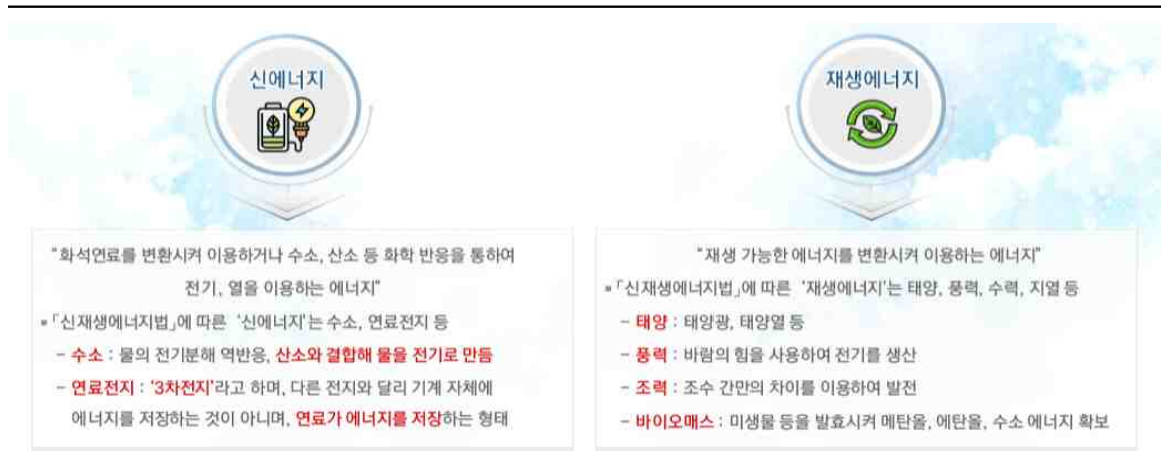 신에너지
"화석연료를 변환시켜 이용하거나 수소, 산소 등 화학 반응을 통하여
전기, 열을 이용하는 에너지"
▪「신재생에너지법」에 따른 '신에너지'는 수소, 연료전지 등
– 수소 : 물의 전기분해 역반응, 산소와 결합해 물을 전기로 만듬
– 연료전지 : '3차전지'라고 하며, 다른 전지와 달리 기계 자체에
에너지를 저장하는 것이 아니며, 연료가 에너지를 저장하는 형태
재생에너지
"재생 가능한 에너지를 변환시켜 이용하는 에너지"
▪「신재생에너지법」에 따른 '재생에너지'는 태양, 풍력, 수력, 지열 등
– 태양 : 태양광, 태양열 등
– 풍력 : 바람의 힘을 사용하여 전기를 생산
– 조력 : 조수 간만의 차이를 이용하여 발전
– 바이오매스 : 미생물 등을 발효시켜 메탄올, 에탄올, 수소 에너지 확보